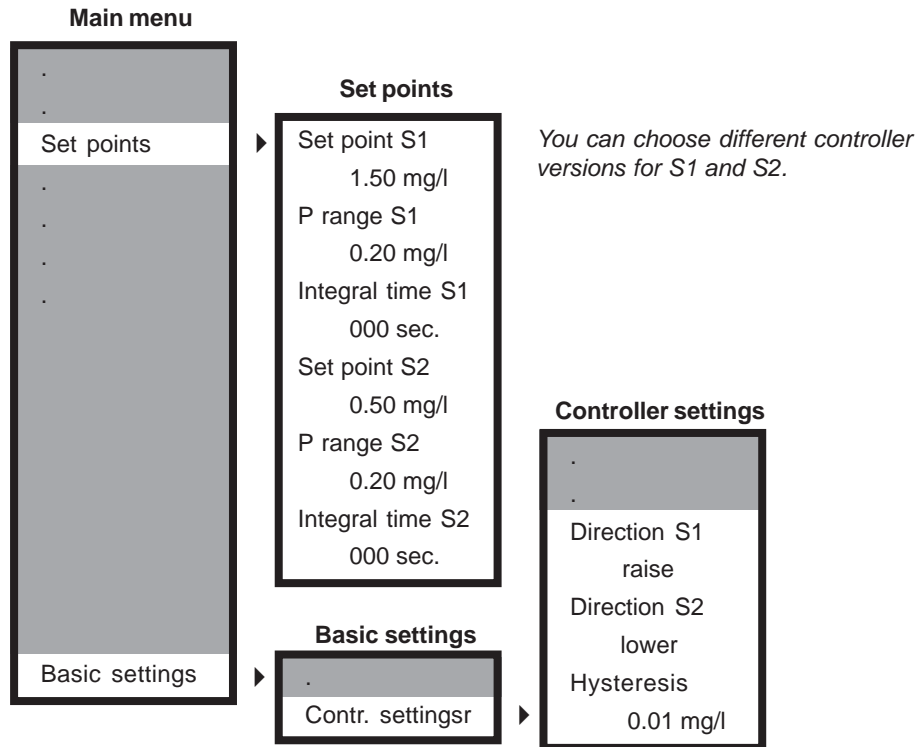 Main menu
.
.
Set points
.
.
.
.
Basic settings
Set points
Set point S1
1.50 mg/l
P range S1
0.20 mg/l
Integral time S1
000 sec.
Set point S2
0.50 mg/l
P range S2
0.20 mg/l
Integral time S2
000 sec.
You can choose different controller
versions for S1 and S2.
Basic settings
.
Contr. settingsr
Controller settings
.
.
Direction S1
raise
Direction S2
lower
Hysteresis
0.01 mg/l